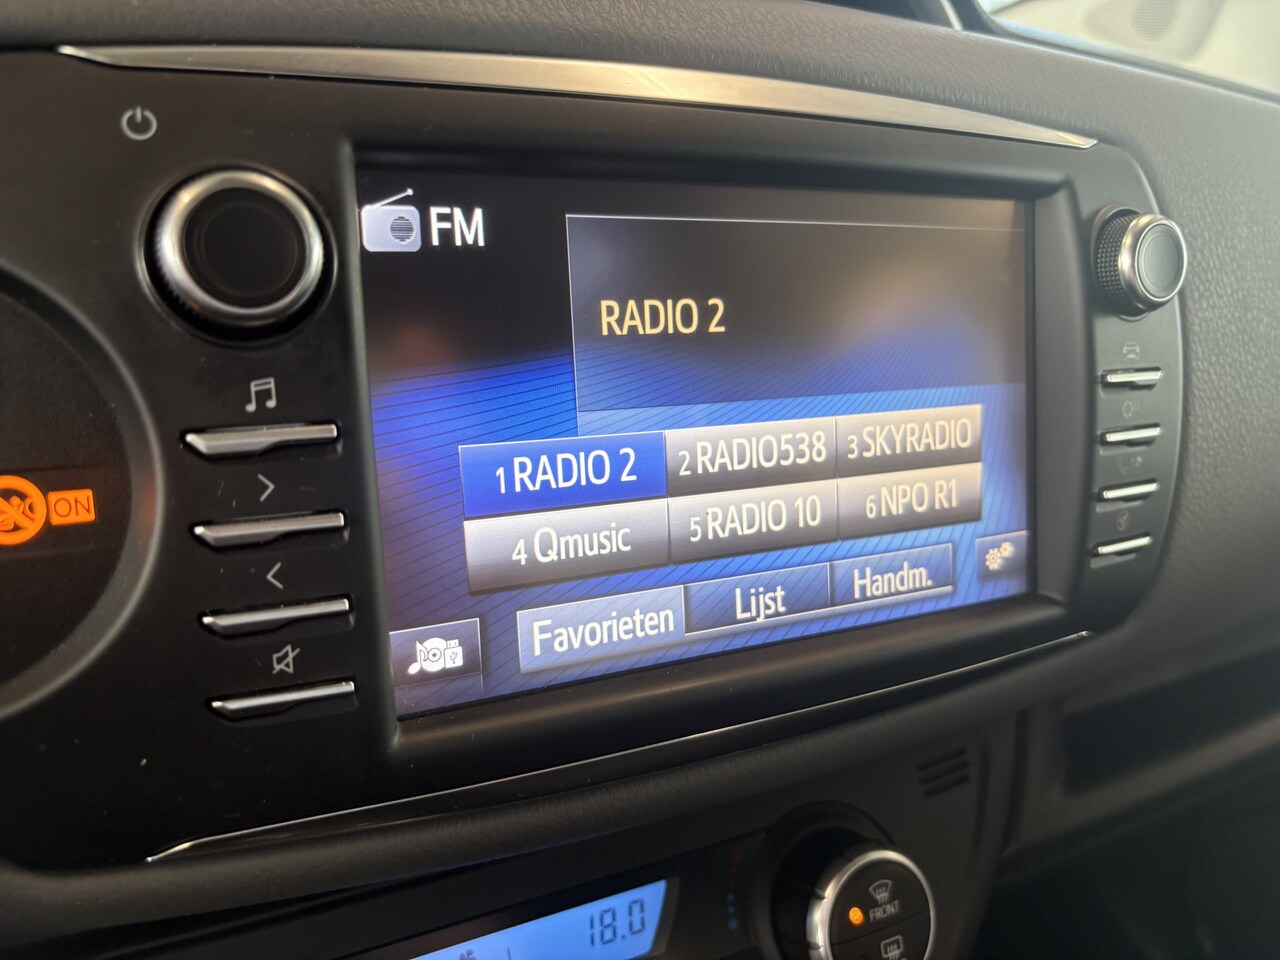 FM
RADIO 2
1 RADIO 2
2 RADIO538
3 SKYRADIO
4 Qmusic
5 RADIO 10
6 NPO R1
Favorieten
Lijst
Handm.
ON
18.0
FRONT